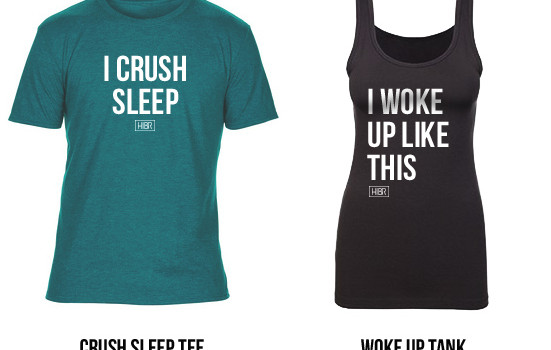 I CRUSH
SLEEP
HIBR
I WOKE
UP LIKE
THIS
HIBR
CRUSH SLEEP TEE
WOKE UP TANK